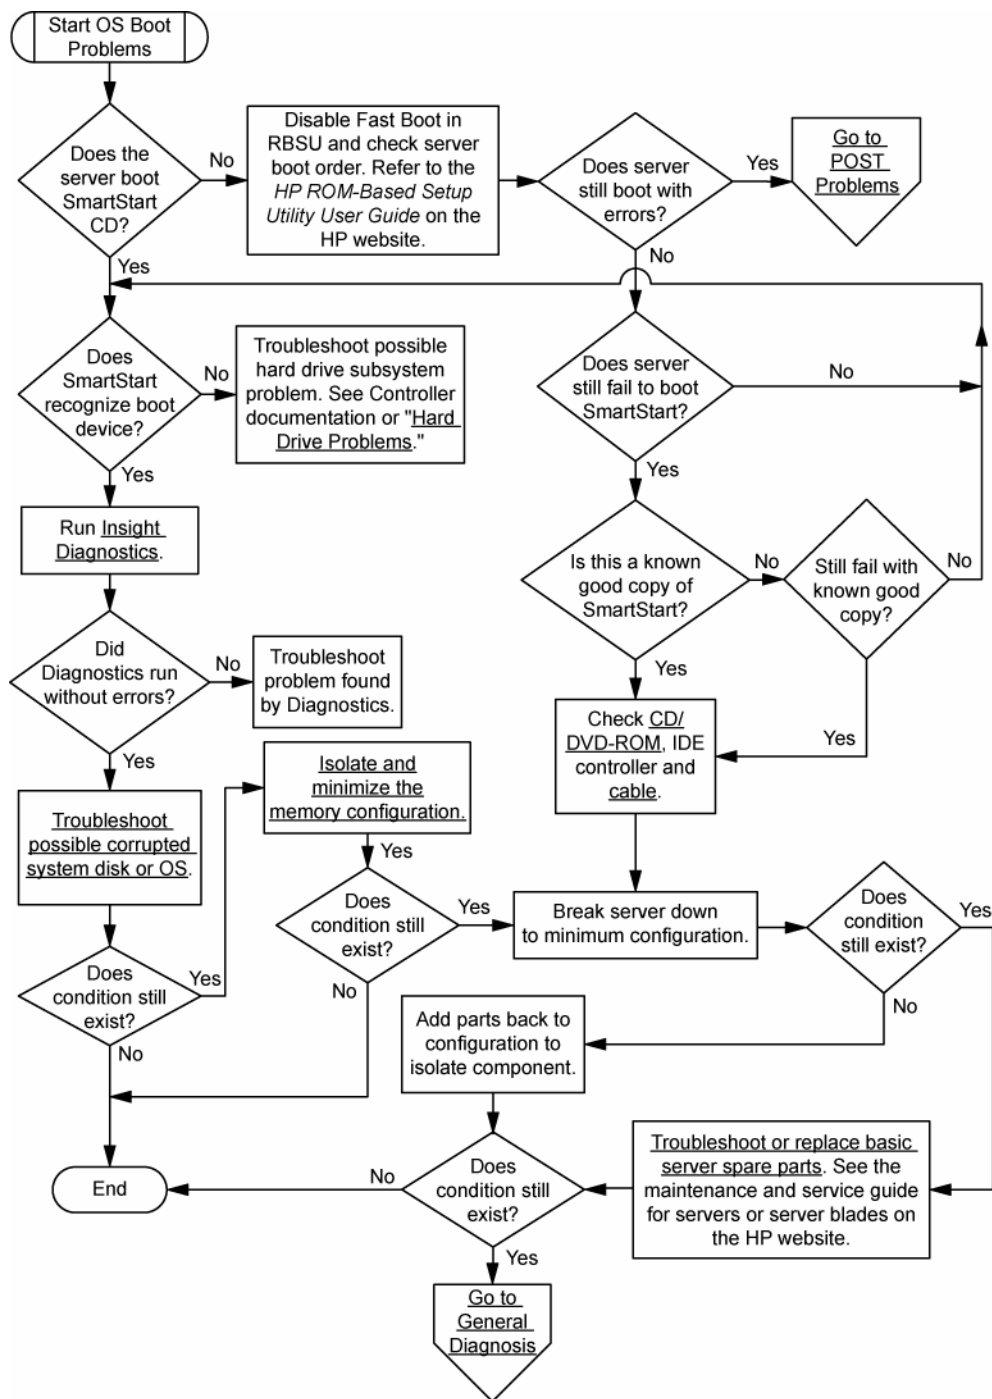 Start OS Boot
Problems
Does the
server boot
SmartStart
CD?
No
Disable Fast Boot in
RBSU and check server
boot order. Refer to the
HP ROM-Based Setup
Utility User Guide on
the HP website.
Does server
still boot with
errors?
Yes
Go to
POST
Problems
Yes
No
Does
SmartStart
recognize boot
device?
No
Troubleshoot possible
hard drive subsystem
problem. See Controller
documentation or "Hard
Drive Problems."
Does server
still fail to boot
SmartStart?
No
Yes
Yes
Run Insight
Diagnostics.
Is this a known
good copy of
SmartStart?
No
Still fail with
known good
copy?
No
Did
Diagnostics run
without errors?
No
Troubleshoot
problem found
by Diagnostics.
Yes
Check CD/
DVD-ROM, IDE
controller and
cable.
Yes
Yes
Isolate and
minimize the
memory configuration.
Troubleshoot
possible corrupted
system disk or OS.
Yes
Does
condition still
exist?
Yes
Break server down
to minimum configuration.
Does
condition
still exist?
Yes
Does
condition still
exist?
Yes
No
No
No
Add parts back to
configuration to
isolate component.
End
No
Does
condition still
exist?
Troubleshoot or replace basic
server spare parts. See the
maintenance and service guide
for servers or server blades on
the HP website.
Yes
Go to
General
Diagnosis